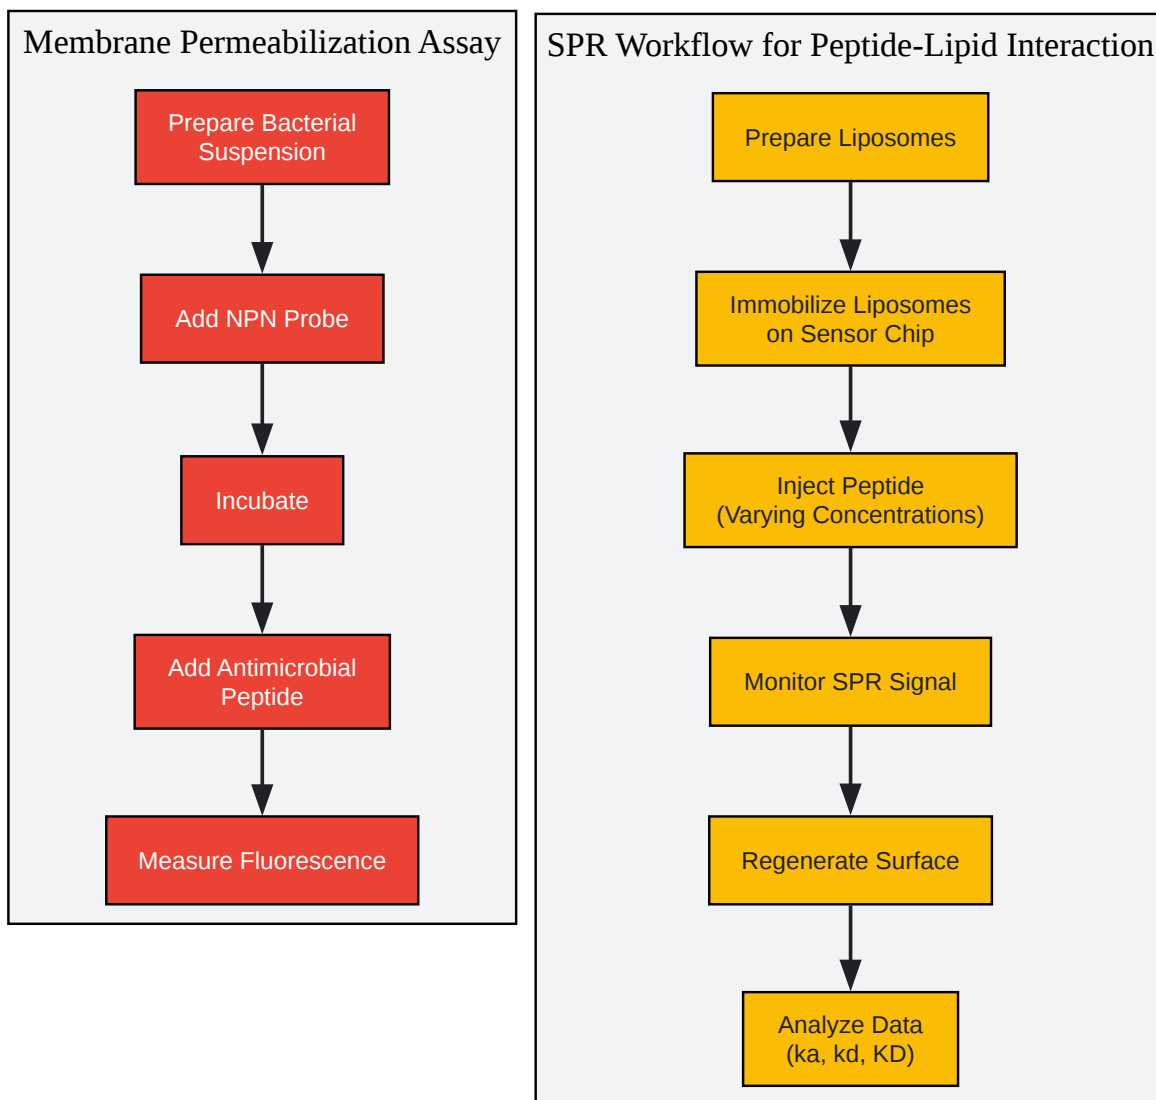 Membrane Permeabilization Assay
Prepare Bacterial
Suspension
Add NPN Probe
Incubate
Add Antimicrobial
Peptide
Measure Fluorescence
SPR Workflow for Peptide-Lipid Interaction
Prepare Liposomes
Immobilize Liposomes
on Sensor Chip
Inject Peptide
(Varying Concentrations)
Monitor SPR Signal
Regenerate Surface
Analyze Data
(ka, kd, KD)